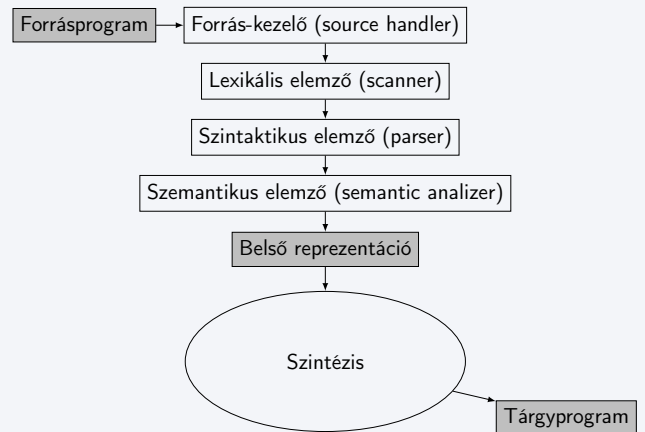 Forrásprogram
Forrás-kezelő (source handler)
Lexikális elemző (scanner)
Szintaktikus elemző (parser)
Szemantikus elemző (semantic analizer)
Belső reprezentáció
Szintézis
Tárgyprogram